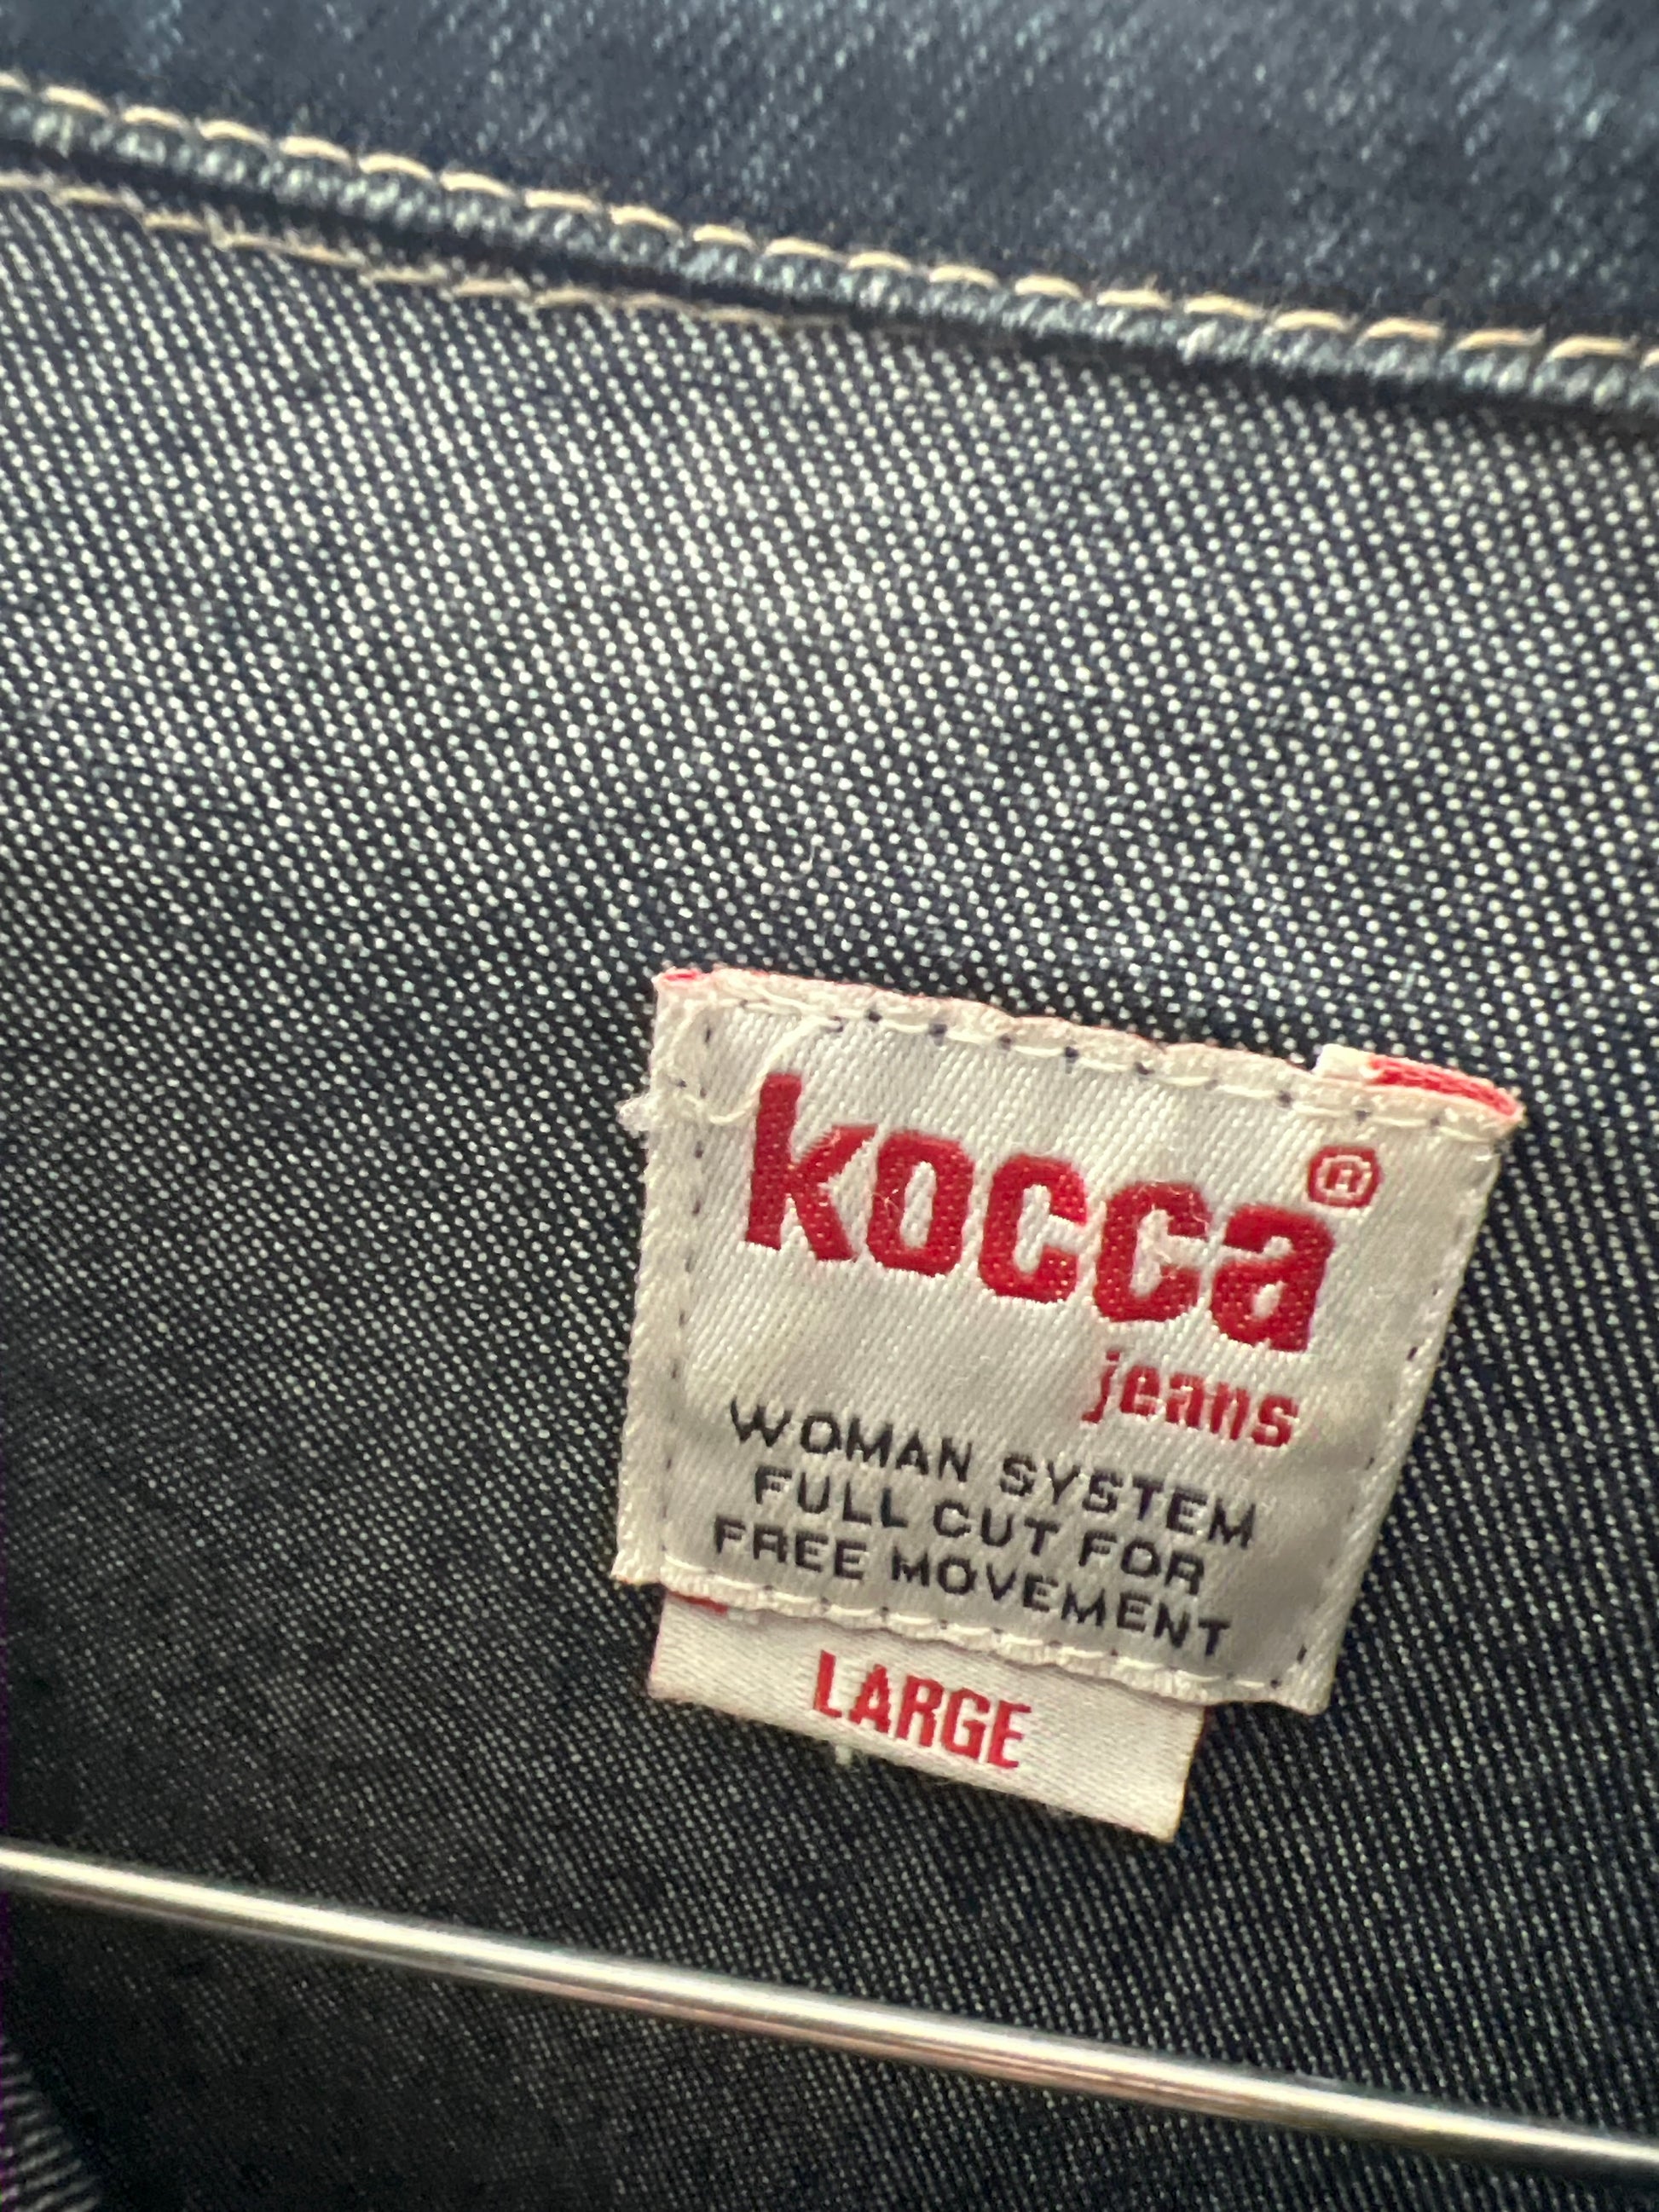 kocca®
jeans
WOMAN SYSTEM
FULL CUT FOR
FREE MOVEMENT
LARGE